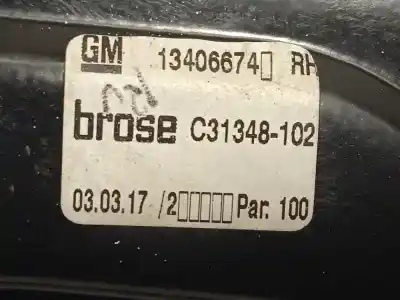 GM 13406674▯ RH
brose C31348-102
03.03.17 /2▯▯▯▯▯Par. 100